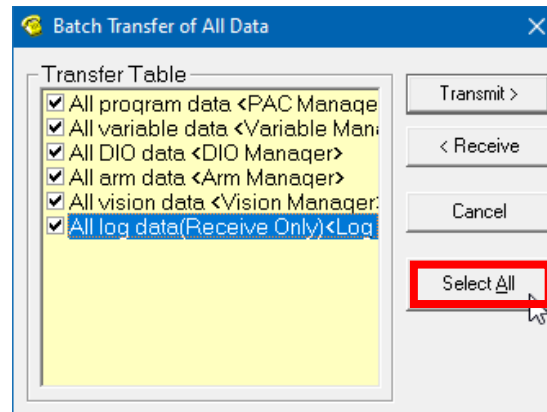 Batch Transfer of All Data
Transfer Table
All program data <PAC Manage
All variable data <Variable Man
All DIO data <DIO Manager>
All arm data <Arm Manager>
All vision data <Vision Manager
All log data(Receive Only)<Log
Transmit >
< Receive
Cancel
Select All